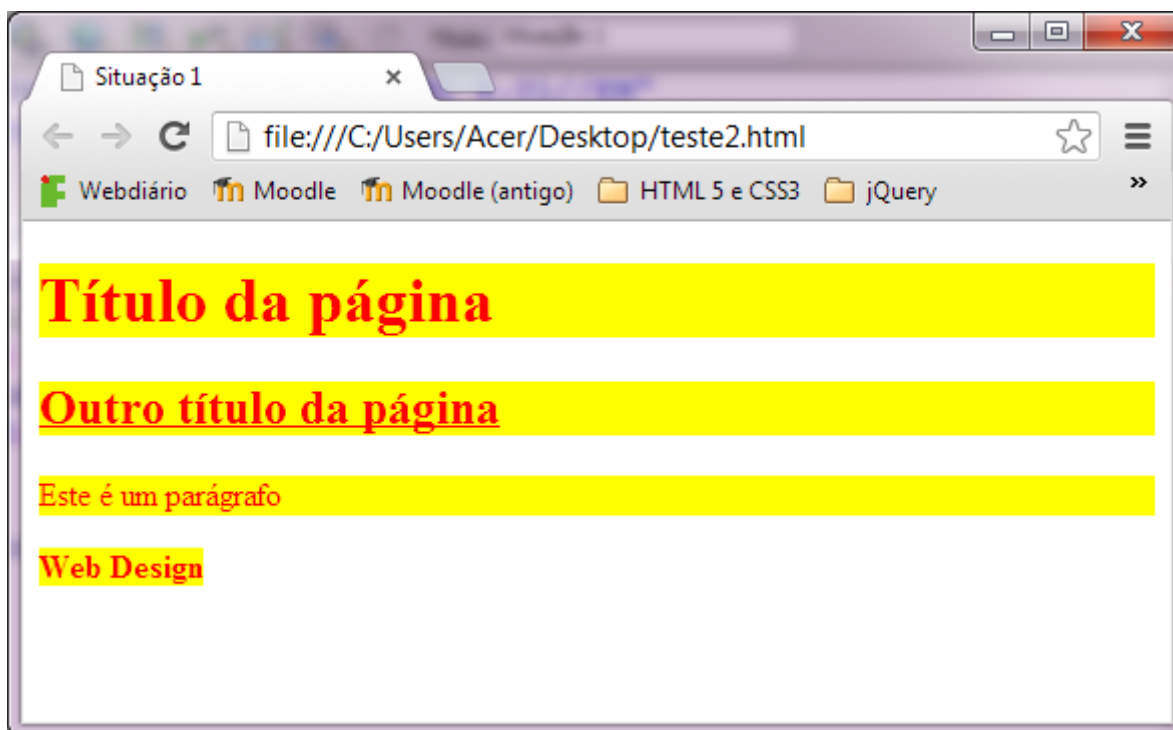 Situação 1
file:///C:/Users/Acer/Desktop/teste2.html
Webdiário Moodle Moodle (antigo) HTML 5 e CSS3 jQuery »
Título da página
Outro título da página
Este é um parágrafo
Web Design